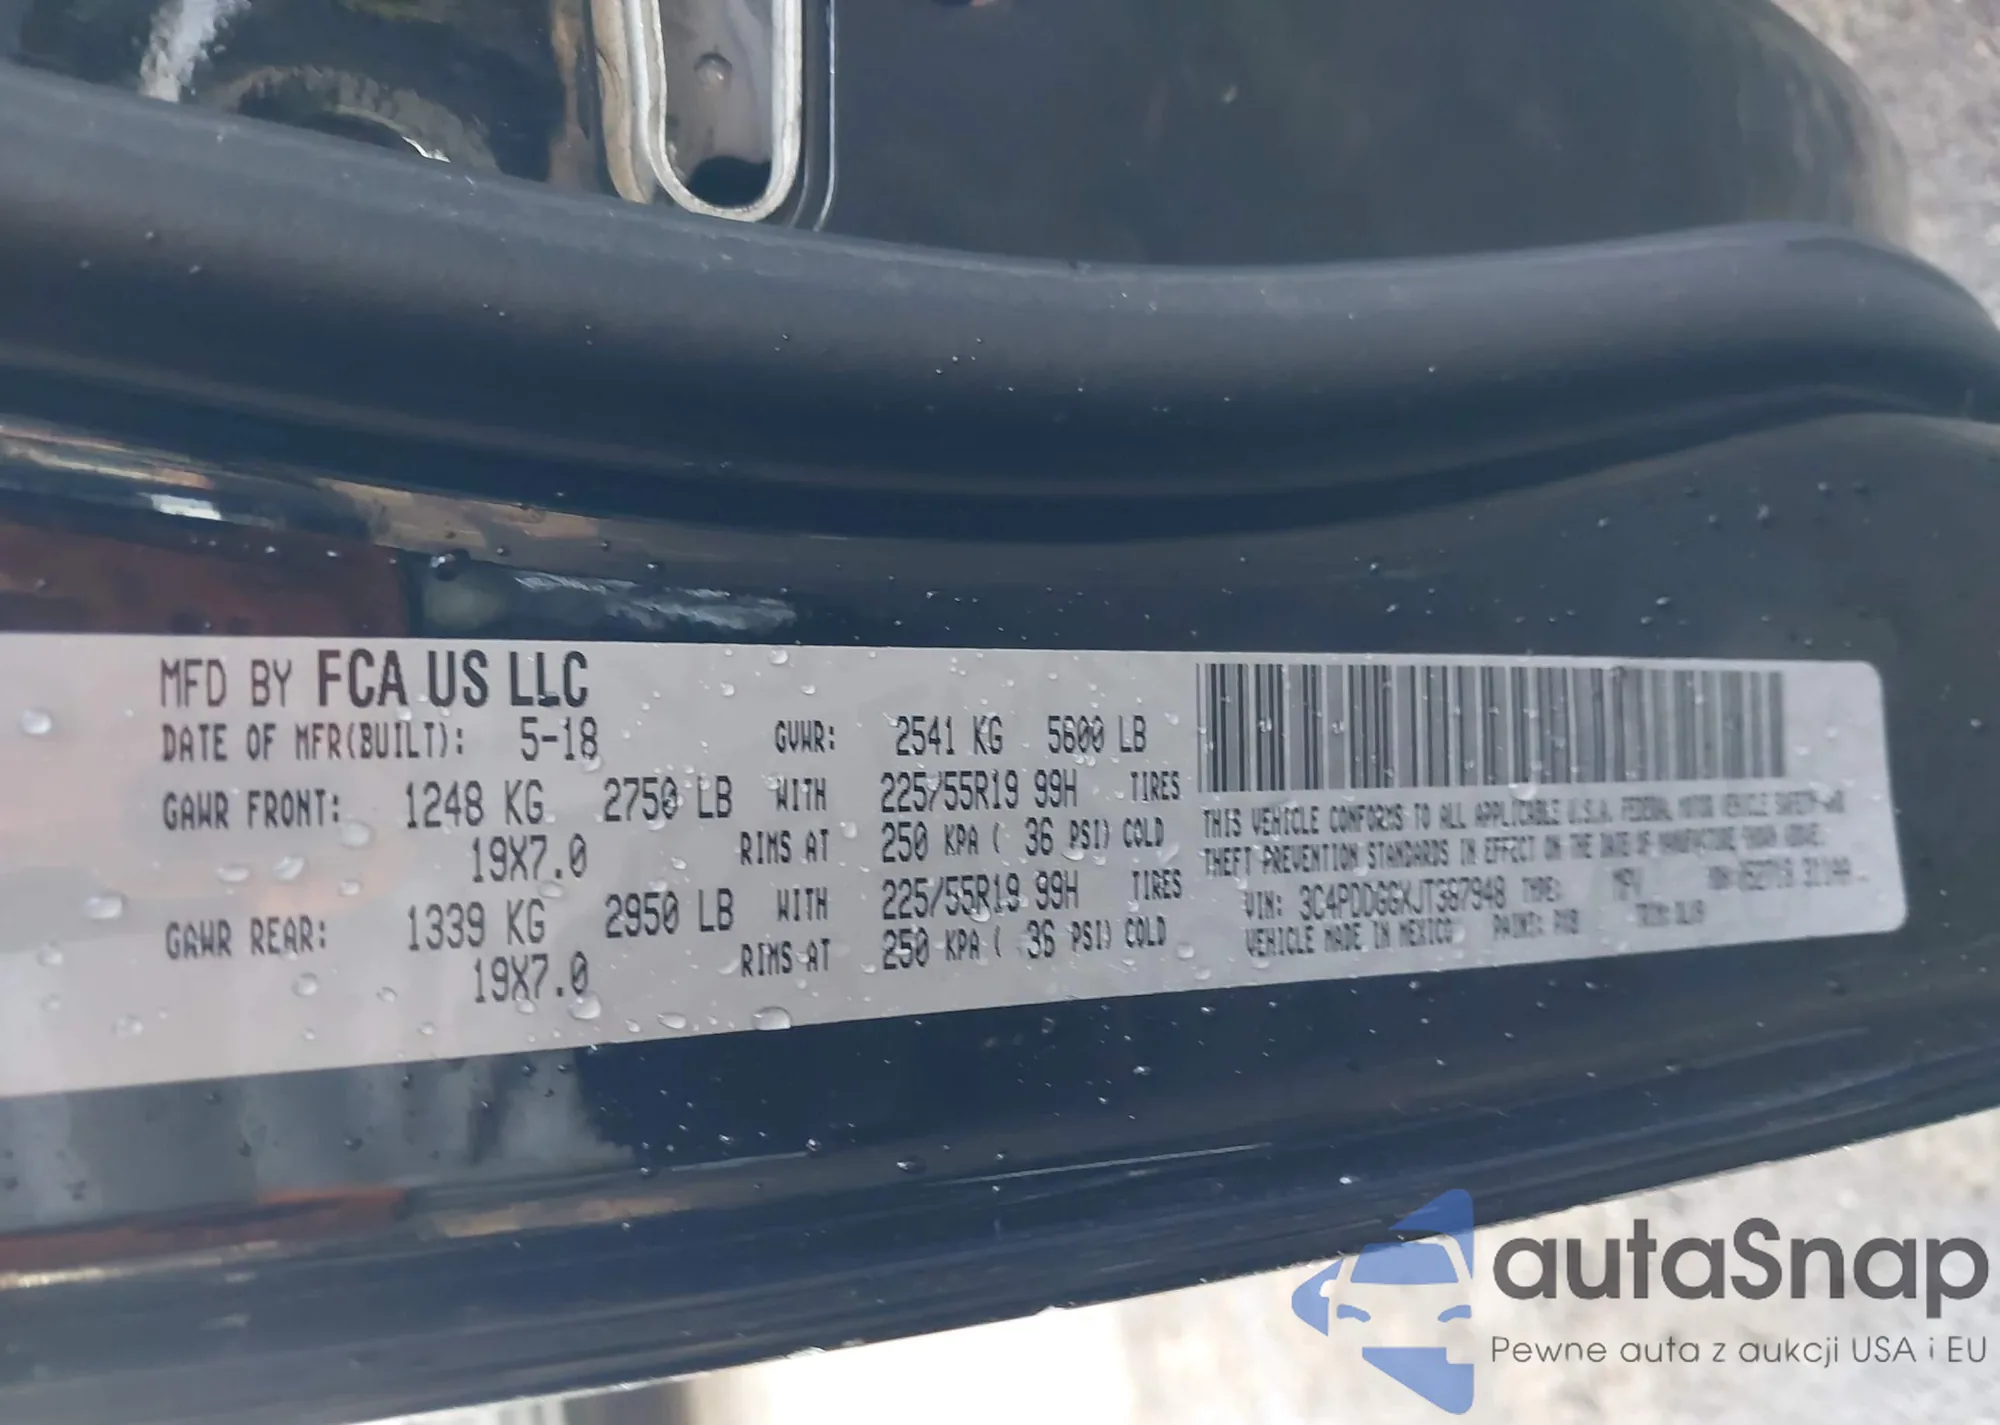 MFD BY FCA US LLC
DATE OF MFR(BUILT): 5-18 GVWR: 2541 KG 5600 LB
GAWR FRONT: 1248 KG 2750 LB WITH 225/55R19 99H TIRES
19X7.0 RIMS AT 250 KPA ( 36 PSI) COLD
GAWR REAR: 1339 KG 2950 LB WITH 225/55R19 99H TIRES
19X7.0 RIMS AT 250 KPA ( 36 PSI) COLD
THIS VEHICLE CONFORMS TO ALL APPLICABLE U.S.A. FEDERAL MOTOR VEHICLE SAFETY AND
THEFT PREVENTION STANDARDS IN EFFECT ON THE DATE OF MANUFACTURE SHOWN ABOVE.
VIN: 3C4PDDGGXJT387948 TYPE: MPV
VEHICLE MADE IN MEXICO PAINT: TRIM:
autaSnap
Pewne auta z aukcji USA i EU